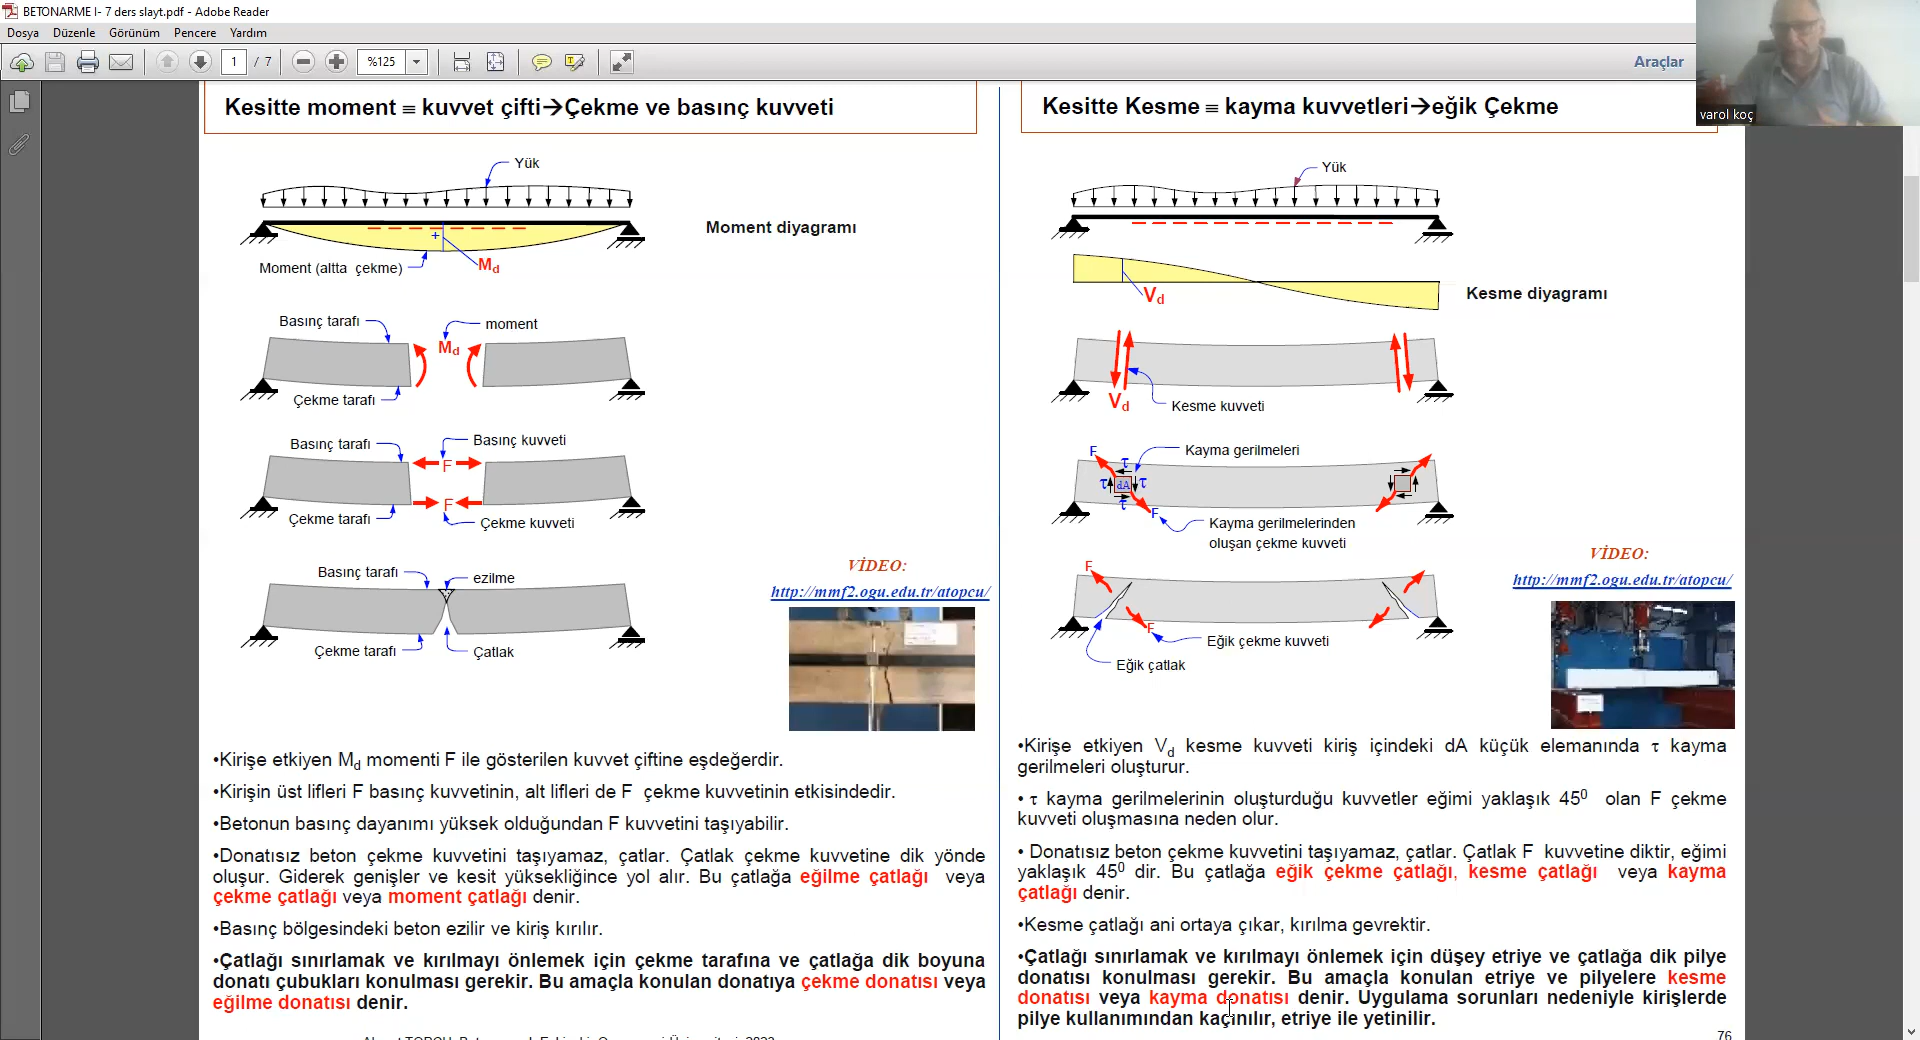 BETONARME I- 7 ders slayt.pdf - Adobe Reader
Dosya Düzenle Görünüm Pencere Yardım
1 / 7 %125 Araçlar
varol koç
Kesitte moment ≡ kuvvet çifti→Çekme ve basınç kuvveti
Yük
Moment diyagramı
+
Moment (altta çekme)
Md
Basınç tarafı
moment
Md
Çekme tarafı
Basınç tarafı
Basınç kuvveti
F
F
Çekme tarafı
Çekme kuvveti
Basınç tarafı
ezilme
Çekme tarafı
Çatlak
VİDEO:
http://mmf2.ogu.edu.tr/atopcu/
•Kirişe etkiyen Md momenti F ile gösterilen kuvvet çiftine eşdeğerdir.
•Kirişin üst lifleri F basınç kuvvetinin, alt lifleri de F çekme kuvvetinin etkisindedir.
•Betonun basınç dayanımı yüksek olduğundan F kuvvetini taşıyabilir.
•Donatısız beton çekme kuvvetini taşıyamaz, çatlar. Çatlak çekme kuvvetine dik yönde
oluşur. Giderek genişler ve kesit yüksekliğince yol alır. Bu çatlağa eğilme çatlağı veya
çekme çatlağı veya moment çatlağı denir.
•Basınç bölgesindeki beton ezilir ve kiriş kırılır.
•Çatlağı sınırlamak ve kırılmayı önlemek için çekme tarafına ve çatlağa dik boyuna
donatı çubukları konulması gerekir. Bu amaçla konulan donatıya çekme donatısı veya
eğilme donatısı denir.
Kesitte Kesme ≡ kayma kuvvetleri→eğik Çekme
Yük
Vd
Kesme diyagramı
Vd
Kesme kuvveti
F
τ
Kayma gerilmeleri
τ
dA
τ
τ
F
Kayma gerilmelerinden
oluşan çekme kuvveti
F
F
Eğik çekme kuvveti
Eğik çatlak
VİDEO:
http://mmf2.ogu.edu.tr/atopcu/
•Kirişe etkiyen Vd kesme kuvveti kiriş içindeki dA küçük elemanında τ kayma
gerilmeleri oluşturur.
• τ kayma gerilmelerinin oluşturduğu kuvvetler eğimi yaklaşık 45⁰ olan F çekme
kuvveti oluşmasına neden olur.
• Donatısız beton çekme kuvvetini taşıyamaz, çatlar. Çatlak F kuvvetine diktir, eğimi
yaklaşık 45⁰ dir. Bu çatlağa eğik çekme çatlağı, kesme çatlağı veya kayma
çatlağı denir.
•Kesme çatlağı ani ortaya çıkar, kırılma gevrektir.
•Çatlağı sınırlamak ve kırılmayı önlemek için düşey etriye ve çatlağa dik pilye
donatısı konulması gerekir. Bu amaçla konulan etriye ve pilyelere kesme
donatısı veya kayma donatısı denir. Uygulama sorunları nedeniyle kirişlerde
pilye kullanımından kaçınılır, etriye ile yetinilir.
76